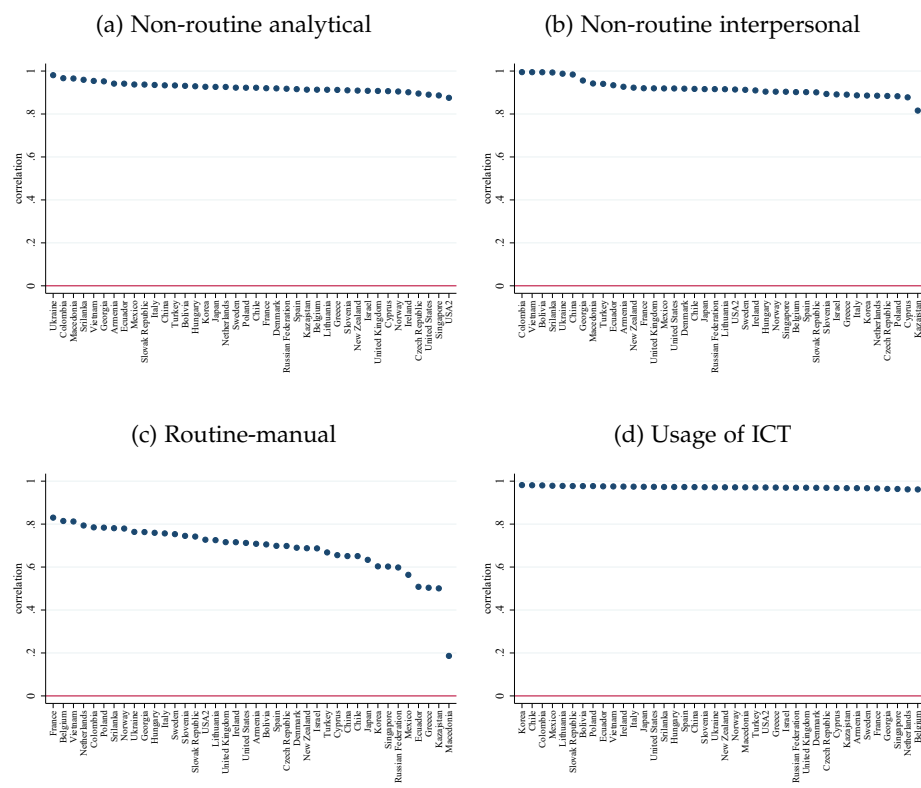 (a) Non-routine analytical
(b) Non-routine interpersonal
correlation
0 .2 .4 .6 .8 1
Ukraine
Colombia
Macedonia
Srilanka
Vietnam
Georgia
Armenia
Ecuador
Mexico
Slovak Republic
Italy
China
Turkey
Bolivia
Hungary
Korea
Japan
Netherlands
Sweden
Poland
Chile
France
Denmark
Russian Federation
Spain
Kazajistan
Belgium
Lithuania
Greece
Slovenia
New Zealand
Israel
United Kingdom
Cyprus
Norway
Ireland
Czech Republic
United States
Singapore
USA2
correlation
0 .2 .4 .6 .8 1
Colombia
Vietnam
Bolivia
Srilanka
Ukraine
China
Georgia
Macedonia
Turkey
Ecuador
Armenia
New Zealand
France
United Kingdom
Mexico
United States
Denmark
Chile
Japan
Russian Federation
Lithuania
USA2
Sweden
Ireland
Hungary
Norway
Singapore
Belgium
Spain
Slovak Republic
Slovenia
Israel
Greece
Italy
Korea
Netherlands
Czech Republic
Poland
Cyprus
Kazajstan
(c) Routine-manual
(d) Usage of ICT
correlation
0 .2 .4 .6 .8 1
France
Belgium
Vietnam
Netherlands
Colombia
Poland
Srilanka
Norway
Ukraine
Georgia
Hungary
Italy
Sweden
Slovenia
Slovak Republic
USA2
Lithuania
United Kingdom
Ireland
United States
Armenia
Bolivia
Spain
Czech Republic
Denmark
New Zealand
Israel
Turkey
Cyprus
China
Chile
Japan
Korea
Singapore
Russian Federation
Mexico
Ecuador
Greece
Kazajstan
Macedonia
correlation
0 .2 .4 .6 .8 1
Korea
Chile
Colombia
Mexico
Lithuania
Slovak Republic
Bolivia
Poland
Ecuador
Vietnam
Ireland
Italy
Japan
United States
Srilanka
Hungary
Spain
China
Slovenia
Ukraine
New Zealand
Norway
Macedonia
Turkey
USA2
Greece
Israel
Russian Federation
United Kingdom
Denmark
Czech Republic
Cyprus
Kazajstan
Armenia
Sweden
France
Georgia
Singapore
Netherlands
Belgium